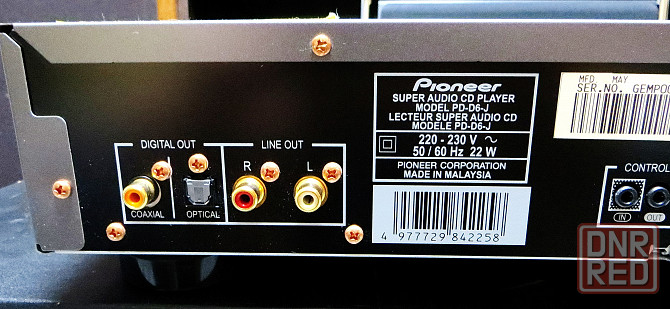 Pioneer
SUPER AUDIO CD PLAYER
MODEL PD-D6-J
LECTEUR SUPER AUDIO CD
MODELE PD-D6-J
220 - 230 V ~
50 / 60 Hz 22 W
PIONEER CORPORATION
MADE IN MALAYSIA
4 977729 842258
DIGITAL OUT
LINE OUT
R
L
COAXIAL
OPTICAL
MFD. MAY
SER.NO.
CONTROL
IN
OUT
DNR
RED